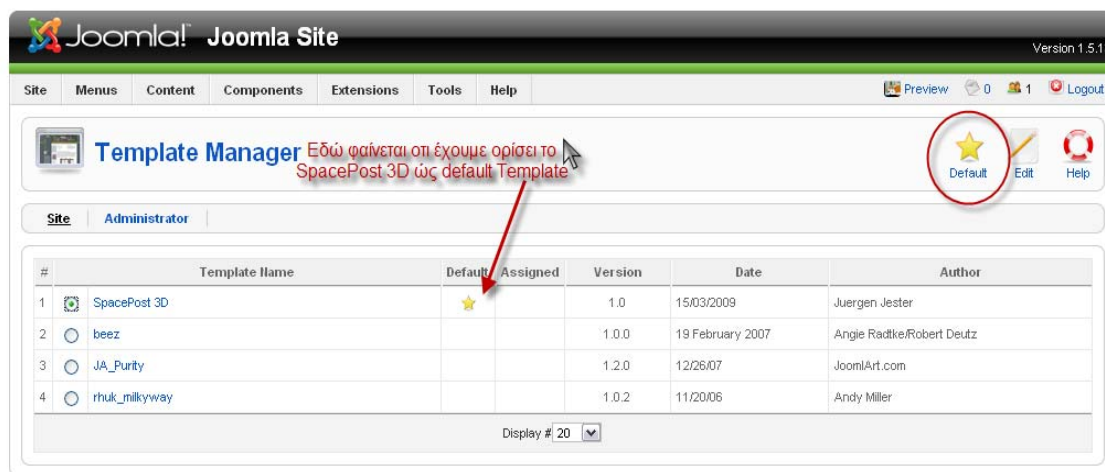 Joomla! Joomla Site
Version 1.5.1
Site Menus Content Components Extensions Tools Help Preview 0 1 Logout
Template Manager
Εδώ φαίνεται οτι έχουμε ορίσει το
SpacePost 3D ώς default Template
Default Edit Help
Site Administrator
# Template Name Default Assigned Version Date Author
1 SpacePost 3D 1.0 15/03/2009 Juergen Jester
2 beez 1.0.0 19 February 2007 Angie Radtke/Robert Deutz
3 JA_Purity 1.2.0 12/26/07 JoomlArt.com
4 rhuk_milkyway 1.0.2 11/20/06 Andy Miller
Display # 20